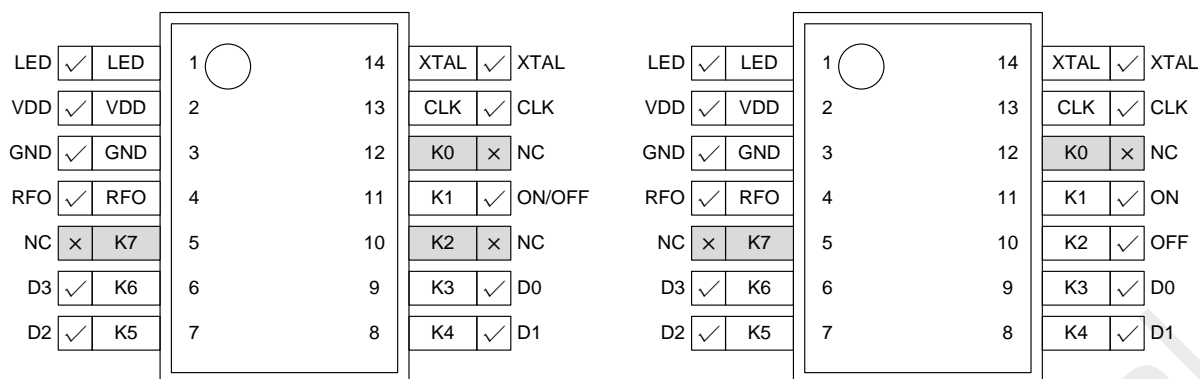 LED ✓ LED 1 14 XTAL ✓ XTAL LED ✓ LED 1 14 XTAL ✓ XTAL
VDD ✓ VDD 2 13 CLK ✓ CLK VDD ✓ VDD 2 13 CLK ✓ CLK
GND ✓ GND 3 12 K0 × NC GND ✓ GND 3 12 K0 × NC
RFO ✓ RFO 4 11 K1 ✓ ON/OFF RFO ✓ RFO 4 11 K1 ✓ ON
NC × K7 5 10 K2 × NC NC × K7 5 10 K2 ✓ OFF
D3 ✓ K6 6 9 K3 ✓ D0 D3 ✓ K6 6 9 K3 ✓ D0
D2 ✓ K5 7 8 K4 ✓ D1 D2 ✓ K5 7 8 K4 ✓ D1